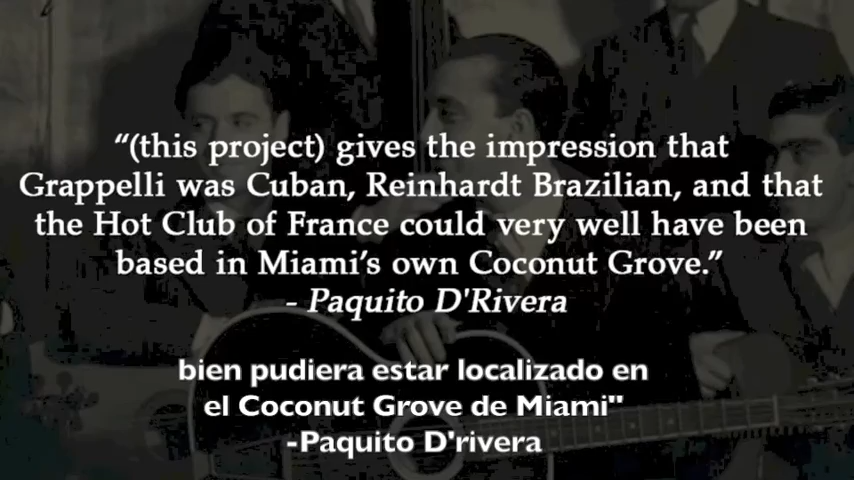 “(this project) gives the impression that
Grappelli was Cuban, Reinhardt Brazilian, and that
the Hot Club of France could very well have been
based in Miami’s own Coconut Grove.”
- Paquito D'Rivera
bien pudiera estar localizado en
el Coconut Grove de Miami"
-Paquito D'rivera